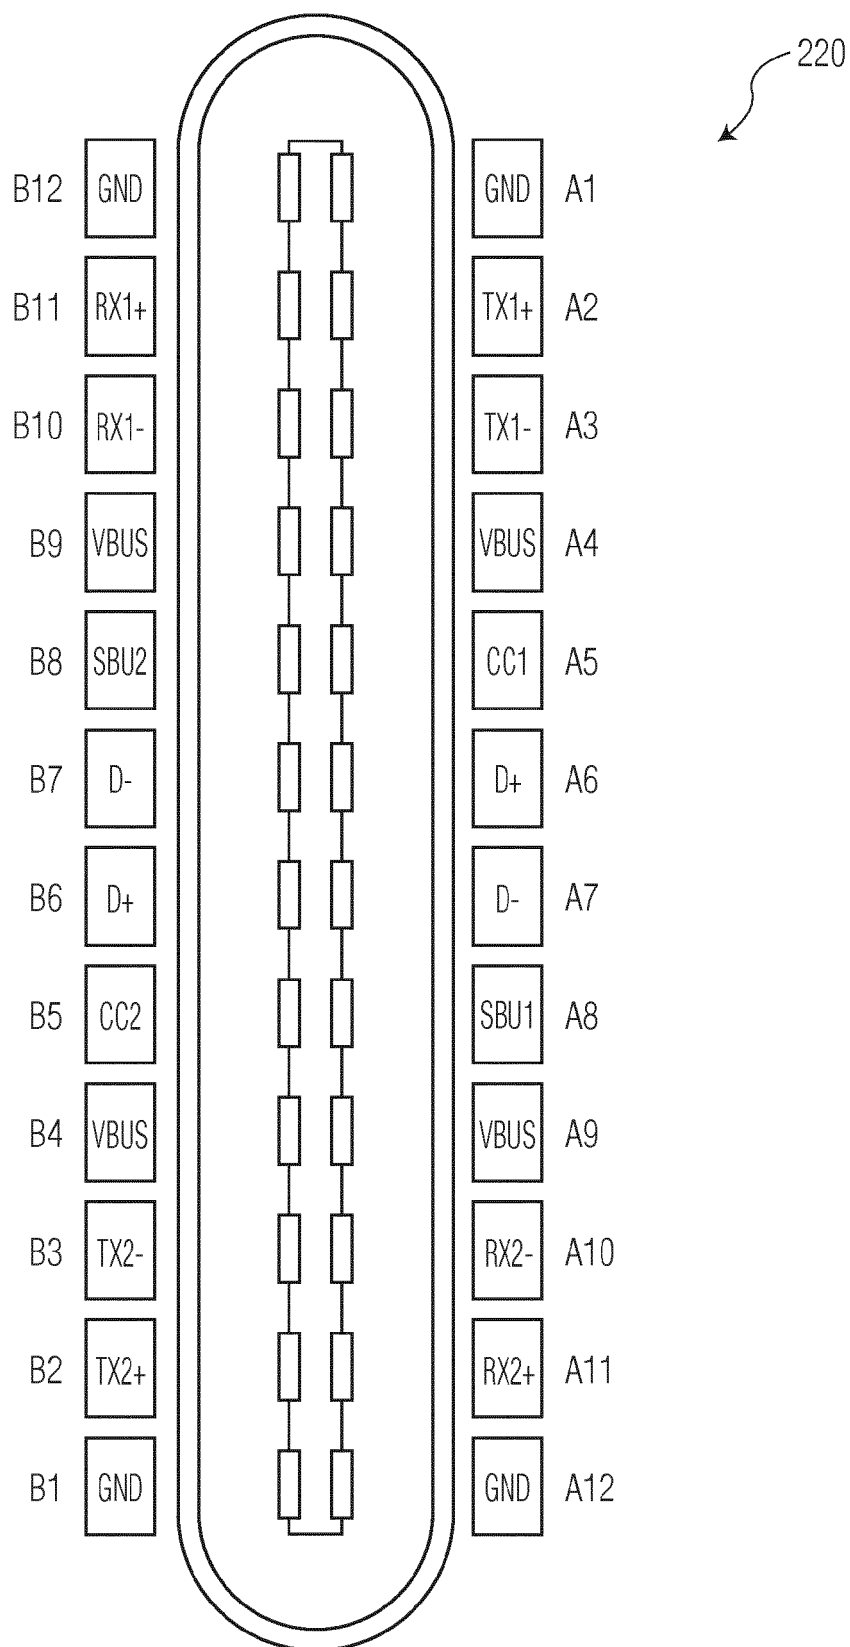 220
B12 GND GND A1
B11 RX1+ TX1+ A2
B10 RX1- TX1- A3
B9 VBUS VBUS A4
B8 SBU2 CC1 A5
B7 D- D+ A6
B6 D+ D- A7
B5 CC2 SBU1 A8
B4 VBUS VBUS A9
B3 TX2- RX2- A10
B2 TX2+ RX2+ A11
B1 GND GND A12